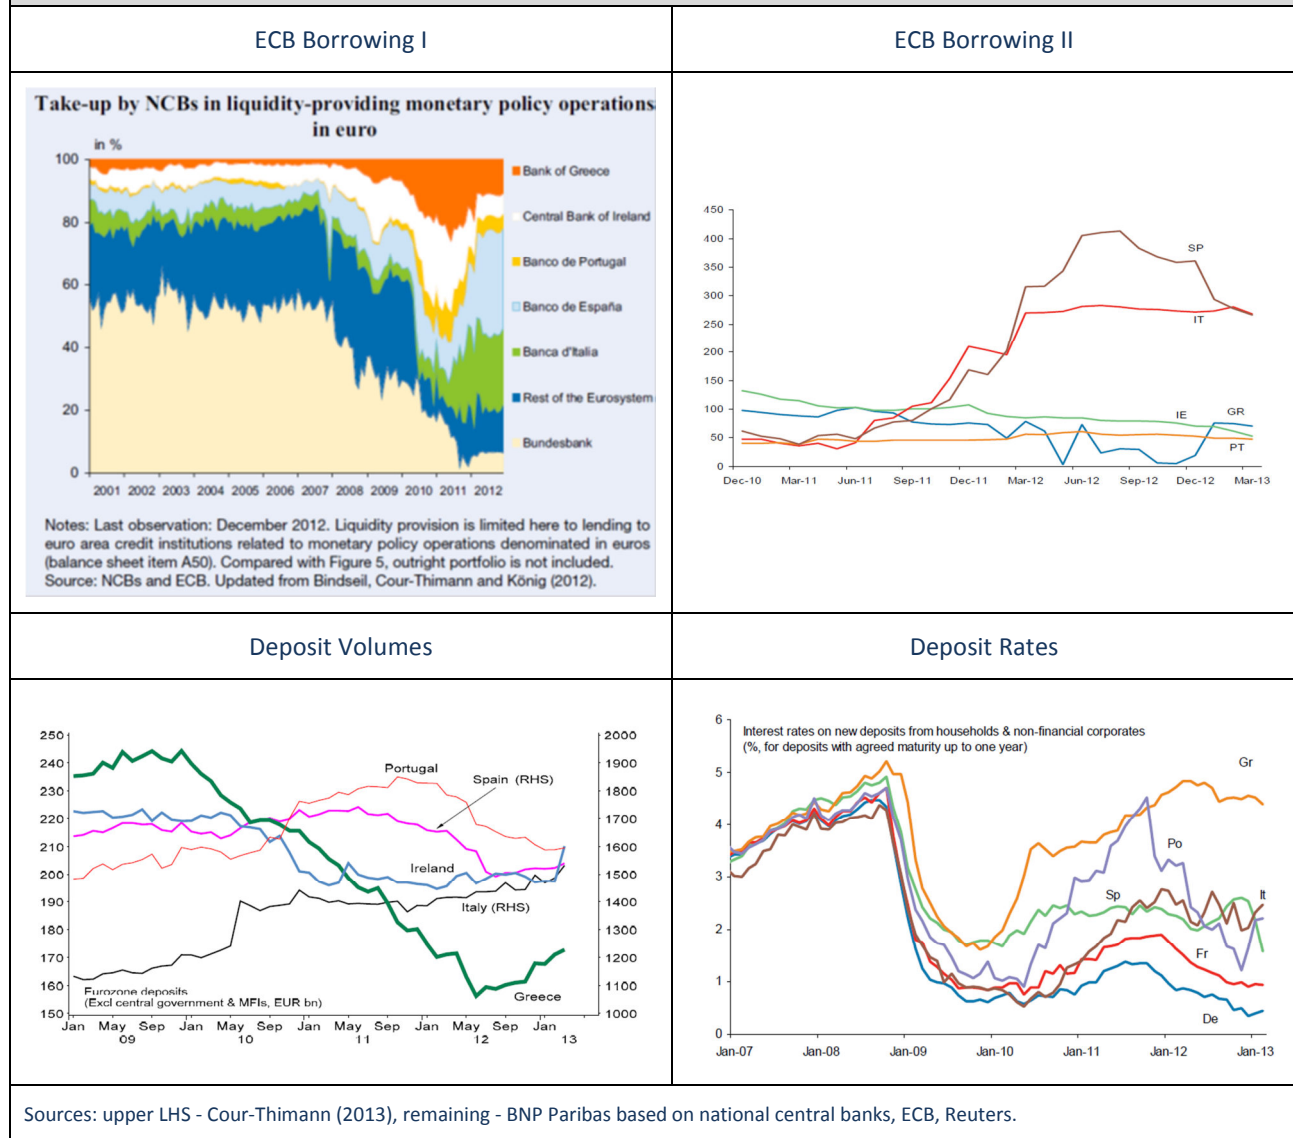 ECB Borrowing I
ECB Borrowing II
Take-up by NCBs in liquidity-providing monetary policy operations
in euro
in %
100
80
60
40
20
0
2001 2002 2003 2004 2005 2006 2007 2008 2009 2010 2011 2012
Bank of Greece
Central Bank of Ireland
Banco de Portugal
Banco de España
Banca d'Italia
Rest of the Eurosystem
Bundesbank
Notes: Last observation: December 2012. Liquidity provision is limited here to lending to
euro area credit institutions related to monetary policy operations denominated in euros
(balance sheet item A50). Compared with Figure 5, outright portfolio is not included.
Source: NCBs and ECB. Updated from Bindseil, Cour-Thimann and König (2012).
450
400
350
300
250
200
150
100
50
0
SP
IT
IE
GR
PT
Dec-10 Mar-11 Jun-11 Sep-11 Dec-11 Mar-12 Jun-12 Sep-12 Dec-12 Mar-13
Deposit Volumes
Deposit Rates
250
240
230
220
210
200
190
180
170
160
150
2000
1900
1800
1700
1600
1500
1400
1300
1200
1100
1000
Portugal
Spain (RHS)
Ireland
Italy (RHS)
Greece
Eurozone deposits
(Excl central government & MFIs, EUR bn)
Jan May Sep Jan May Sep Jan May Sep Jan May Sep Jan
09 10 11 12 13
6
5
4
3
2
1
0
Interest rates on new deposits from households & non-financial corporates
(%, for deposits with agreed maturity up to one year)
Gr
Po
Sp
It
Fr
De
Jan-07 Jan-08 Jan-09 Jan-10 Jan-11 Jan-12 Jan-13
Sources: upper LHS - Cour-Thimann (2013), remaining - BNP Paribas based on national central banks, ECB, Reuters.